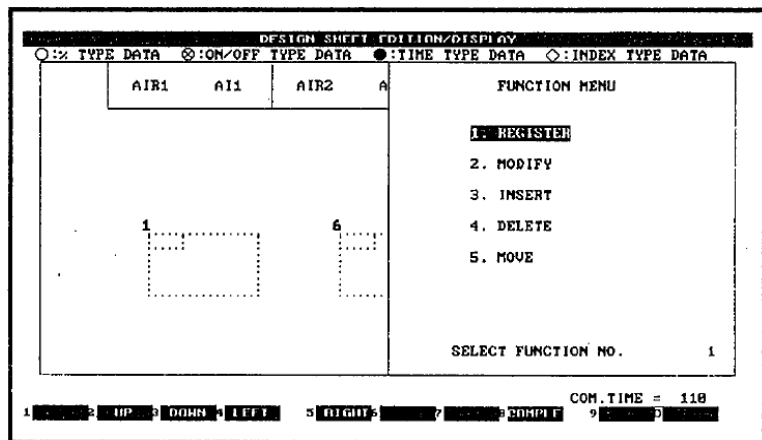 DESIGN SHEET EDITION/DISPLAY
○:% TYPE DATA ⊗:ON/OFF TYPE DATA ●:TIME TYPE DATA ◇:INDEX TYPE DATA
AIR1 AI1 AIR2 A
FUNCTION MENU
1. REGISTER
2. MODIFY
3. INSERT
4. DELETE
5. MOVE
1 6
SELECT FUNCTION NO. 1
COM.TIME = 110
1 2 UP 3 DOWN 4 LEFT 5 RIGHT 6 7 8 COMPLE 9 0